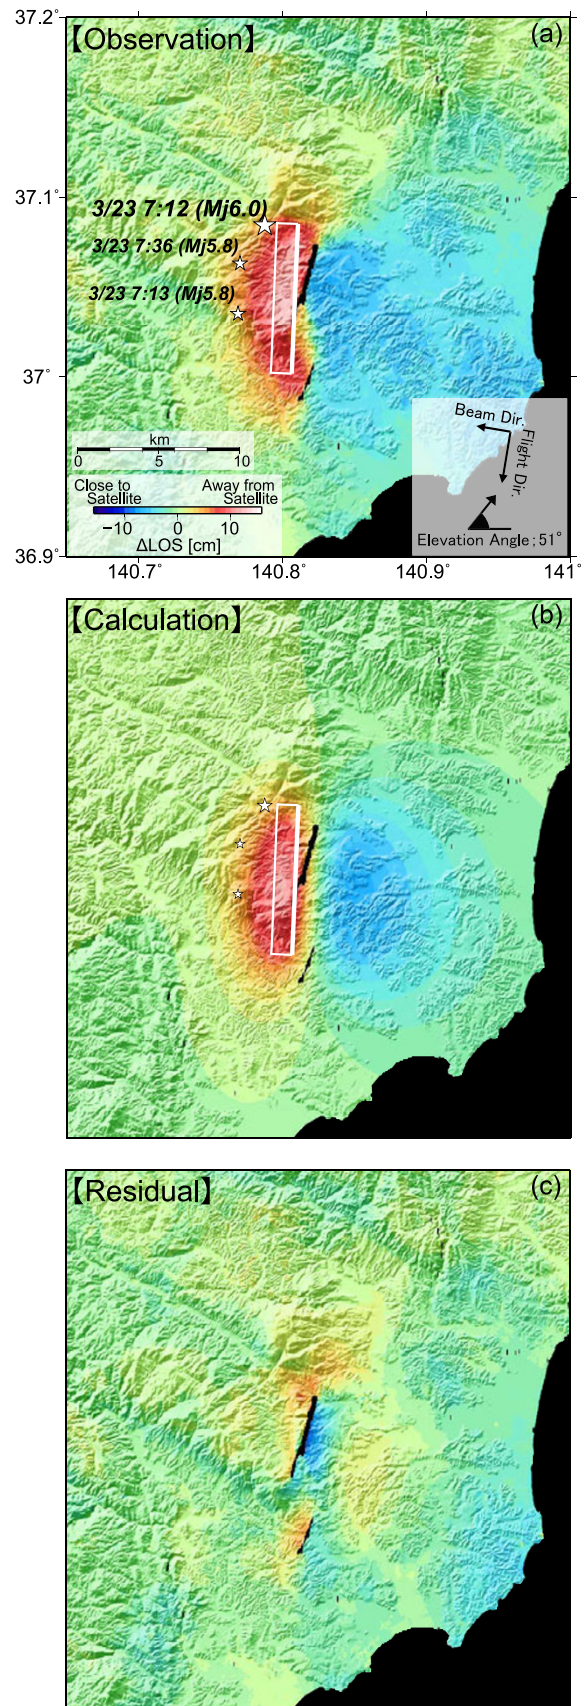 37.2°
【Observation】 (a)
37.1°
3/23 7:12 (Mj6.0)
3/23 7:36 (Mj5.8)
3/23 7:13 (Mj5.8)
37°
km
0 5 10
Close to Satellite
Away from Satellite
−10 0 10
ΔLOS [cm]
Beam Dir.
Flight Dir.
Elevation Angle;51°
36.9°
140.7° 140.8° 140.9° 141°
【Calculation】 (b)
【Residual】 (c)